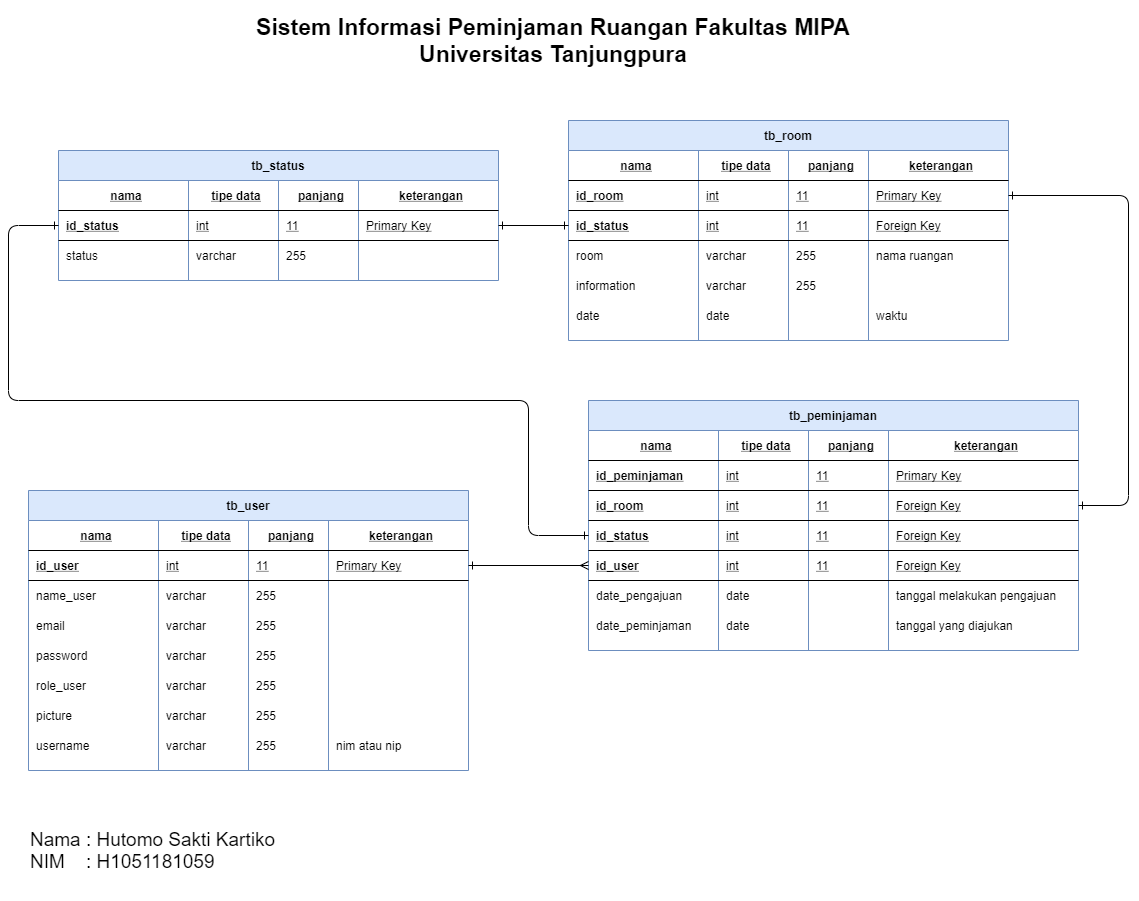 Sistem Informasi Peminjaman Ruangan Fakultas MIPA
Universitas Tanjungpura
tb_status
nama tipe data panjang keterangan
id_status int 11 Primary Key
status varchar 255
tb_room
nama tipe data panjang keterangan
id_room int 11 Primary Key
id_status int 11 Foreign Key
room varchar 255 nama ruangan
information varchar 255
date date waktu
tb_peminjaman
nama tipe data panjang keterangan
id_peminjaman int 11 Primary Key
id_room int 11 Foreign Key
id_status int 11 Foreign Key
id_user int 11 Foreign Key
date_pengajuan date tanggal melakukan pengajuan
date_peminjaman date tanggal yang diajukan
tb_user
nama tipe data panjang keterangan
id_user int 11 Primary Key
name_user varchar 255
email varchar 255
password varchar 255
role_user varchar 255
picture varchar 255
username varchar 255 nim atau nip
Nama : Hutomo Sakti Kartiko
NIM : H1051181059